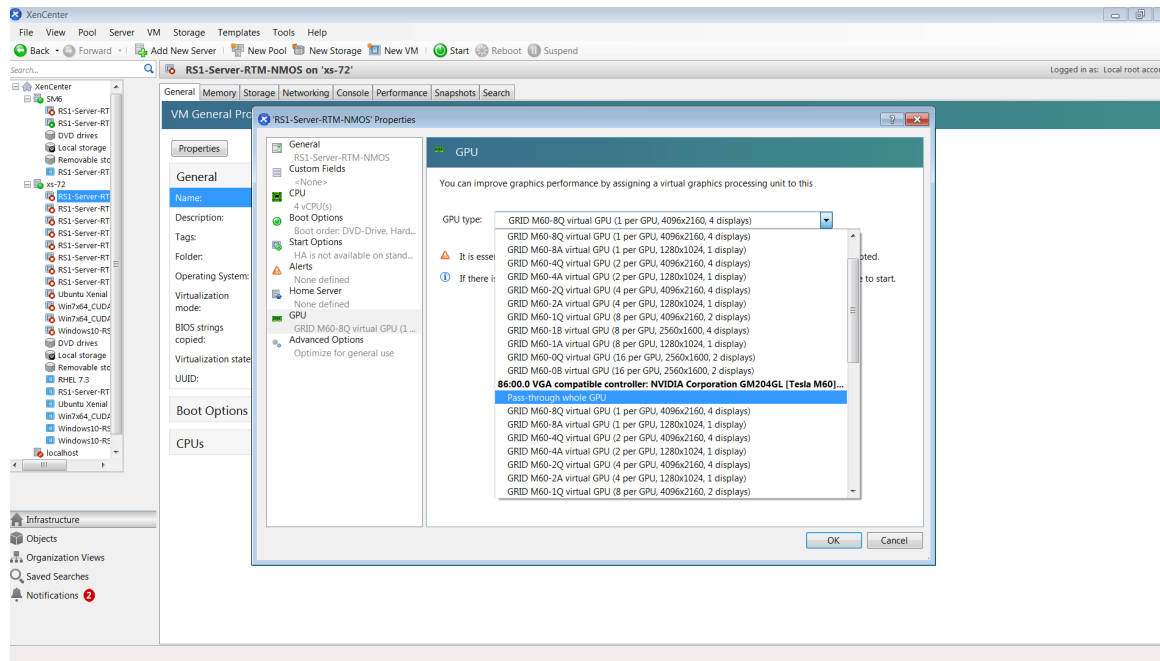 XenCenter
File View Pool Server VM Storage Templates Tools Help
Back Forward Add New Server New Pool New Storage New VM Start Reboot Suspend
Search...
RS1-Server-RTM-NMOS on 'xs-72'
Logged in as: Local root accou
XenCenter
SM6
RS1-Server-RT
RS1-Server-RT
DVD drives
Local storage
Removable sto
RS1-Server-RT
xs-72
RS1-Server-RT
RS1-Server-RT
RS1-Server-RT
RS1-Server-RT
RS1-Server-RT
RS1-Server-RT
RS1-Server-RT
RS1-Server-RT
Ubuntu Xenial
Win7x64_CUDA
Win7x64_CUDA
Windows10-RS
DVD drives
Local storage
Removable sto
RHEL 7.3
RS1-Server-RT
Ubuntu Xenial
Win7x64_CUDA
Windows10-RS
Windows10-RS
localhost
Infrastructure
Objects
Organization Views
Saved Searches
Notifications 2
General Memory Storage Networking Console Performance Snapshots Search
VM General Pro
Properties
General
Name:
Description:
Tags:
Folder:
Operating System:
Virtualization
mode:
BIOS strings
copied:
Virtualization state
UUID:
Boot Options
CPUs
'RS1-Server-RTM-NMOS' Properties
General
RS1-Server-RTM-NMOS
Custom Fields
<None>
CPU
4 vCPU(s)
Boot Options
Boot order: DVD-Drive, Hard...
Start Options
HA is not available on stand...
Alerts
None defined
Home Server
None defined
GPU
GRID M60-8Q virtual GPU (1 ...
Advanced Options
Optimize for general use
GPU
You can improve graphics performance by assigning a virtual graphics processing unit to this
GPU type: GRID M60-8Q virtual GPU (1 per GPU, 4096x2160, 4 displays)
It is esse
oted.
If there is
e to start.
GRID M60-8Q virtual GPU (1 per GPU, 4096x2160, 4 displays)
GRID M60-8A virtual GPU (1 per GPU, 1280x1024, 1 display)
GRID M60-4Q virtual GPU (2 per GPU, 4096x2160, 4 displays)
GRID M60-4A virtual GPU (2 per GPU, 1280x1024, 1 display)
GRID M60-2Q virtual GPU (4 per GPU, 4096x2160, 4 displays)
GRID M60-2A virtual GPU (4 per GPU, 1280x1024, 1 display)
GRID M60-1Q virtual GPU (8 per GPU, 4096x2160, 2 displays)
GRID M60-1B virtual GPU (8 per GPU, 2560x1600, 4 displays)
GRID M60-1A virtual GPU (8 per GPU, 1280x1024, 1 display)
GRID M60-0Q virtual GPU (16 per GPU, 2560x1600, 2 displays)
GRID M60-0B virtual GPU (16 per GPU, 2560x1600, 2 displays)
86:00.0 VGA compatible controller: NVIDIA Corporation GM204GL [Tesla M60]...
Pass-through whole GPU
GRID M60-8Q virtual GPU (1 per GPU, 4096x2160, 4 displays)
GRID M60-8A virtual GPU (1 per GPU, 1280x1024, 1 display)
GRID M60-4Q virtual GPU (2 per GPU, 4096x2160, 4 displays)
GRID M60-4A virtual GPU (2 per GPU, 1280x1024, 1 display)
GRID M60-2Q virtual GPU (4 per GPU, 4096x2160, 4 displays)
GRID M60-2A virtual GPU (4 per GPU, 1280x1024, 1 display)
GRID M60-1Q virtual GPU (8 per GPU, 4096x2160, 2 displays)
OK Cancel